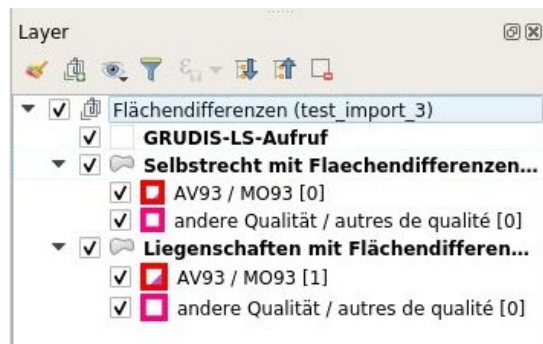 Layer
Flächendifferenzen (test_import_3)
GRUDIS-LS-Aufruf
Selbstrecht mit Flaechendifferenzen...
AV93 / MO93 [0]
andere Qualität / autres de qualité [0]
Liegenschaften mit Flächendifferen...
AV93 / MO93 [1]
andere Qualität / autres de qualité [0]